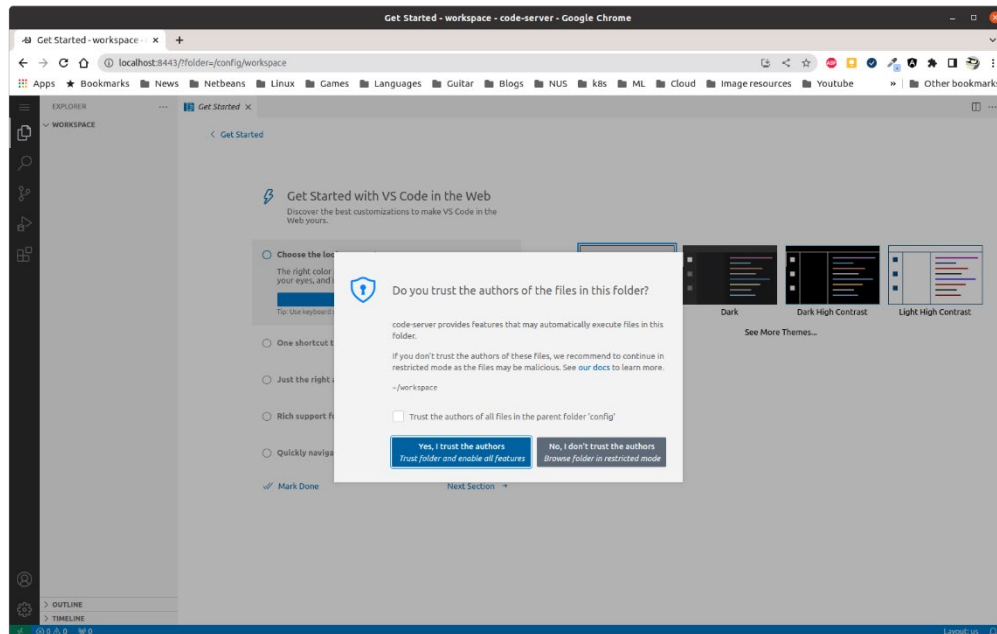 Get Started - workspace - code-server - Google Chrome
Get Started - workspace -
localhost:8443/?folder=/config/workspace
Apps Bookmarks News Netbeans Linux Games Languages Guitar Blogs NUS k8s ML Cloud Image resources Youtube » Other bookmarks
EXPLORER
Get Started
WORKSPACE
Get Started
Get Started with VS Code in the Web
Discover the best customizations to make VS Code in the
Web yours.
Choose the
The right color
your eyes, and
Tip: Use keyboard
One shortcut
Just the right
Rich support
Quickly
Mark Done
Next Section
Dark
Dark High Contrast
Light High Contrast
See More Themes...
Do you trust the authors of the files in this folder?
code-server provides features that may automatically execute files in this
folder.
If you don't trust the authors of these files, we recommend to continue in
restricted mode as the files may be malicious. See our docs to learn more.
~/workspace
Trust the authors of all files in the parent folder 'config'
Yes, I trust the authors
Trust folder and enable all features
No, I don't trust the authors
Browse folder in restricted mode
OUTLINE
TIMELINE
0 0 0
Layout: us